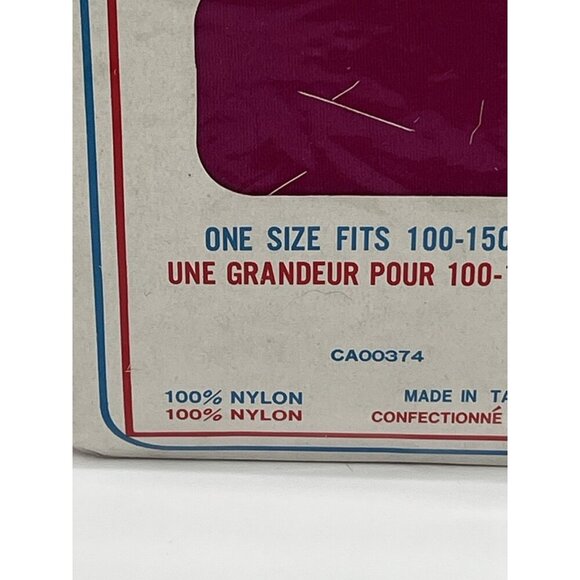 ONE SIZE FITS 100-150
UNE GRANDEUR POUR 100-
CA00374
100% NYLON
100% NYLON
MADE IN TA
CONFECTIONNÉ